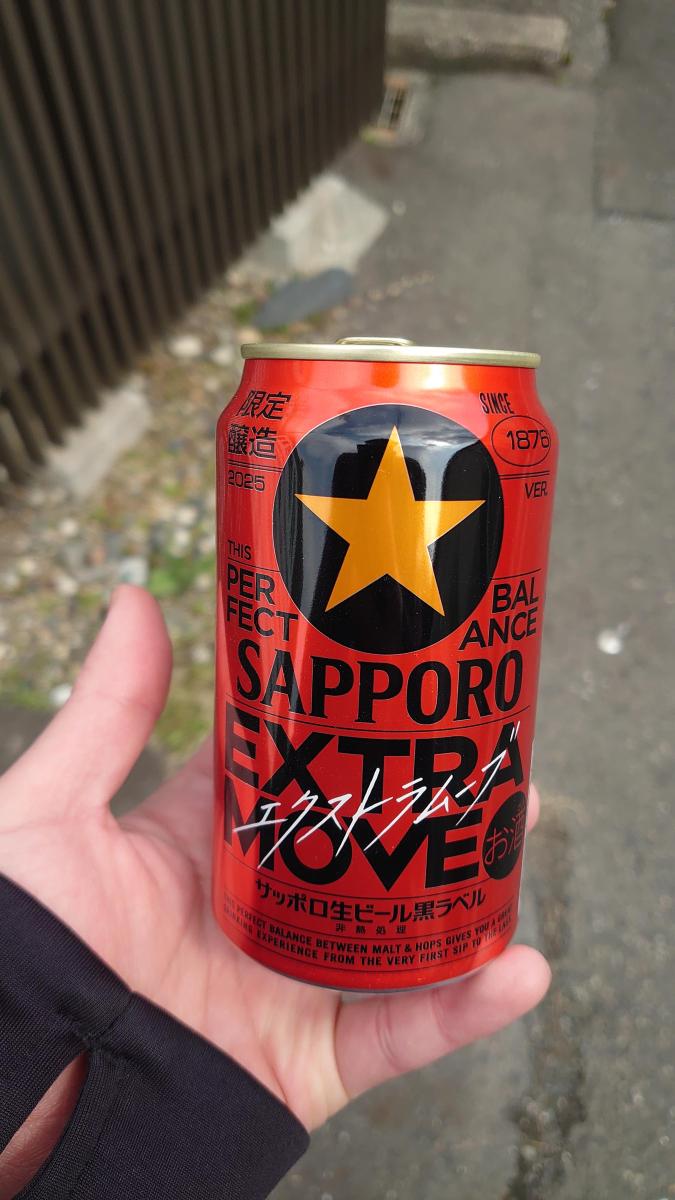 限定
醸造
2025
SINCE
1876
VER.
THIS
PER
FECT
BAL
ANCE
SAPPORO
EXTRA
MOVE
エクストラムーブ
お酒
サッポロ生ビール黒ラベル
非熱処理
THIS PERFECT BALANCE BETWEEN MALT & HOPS GIVES YOU A GREAT
DRINKING EXPERIENCE FROM THE VERY FIRST SIP TO THE LAST